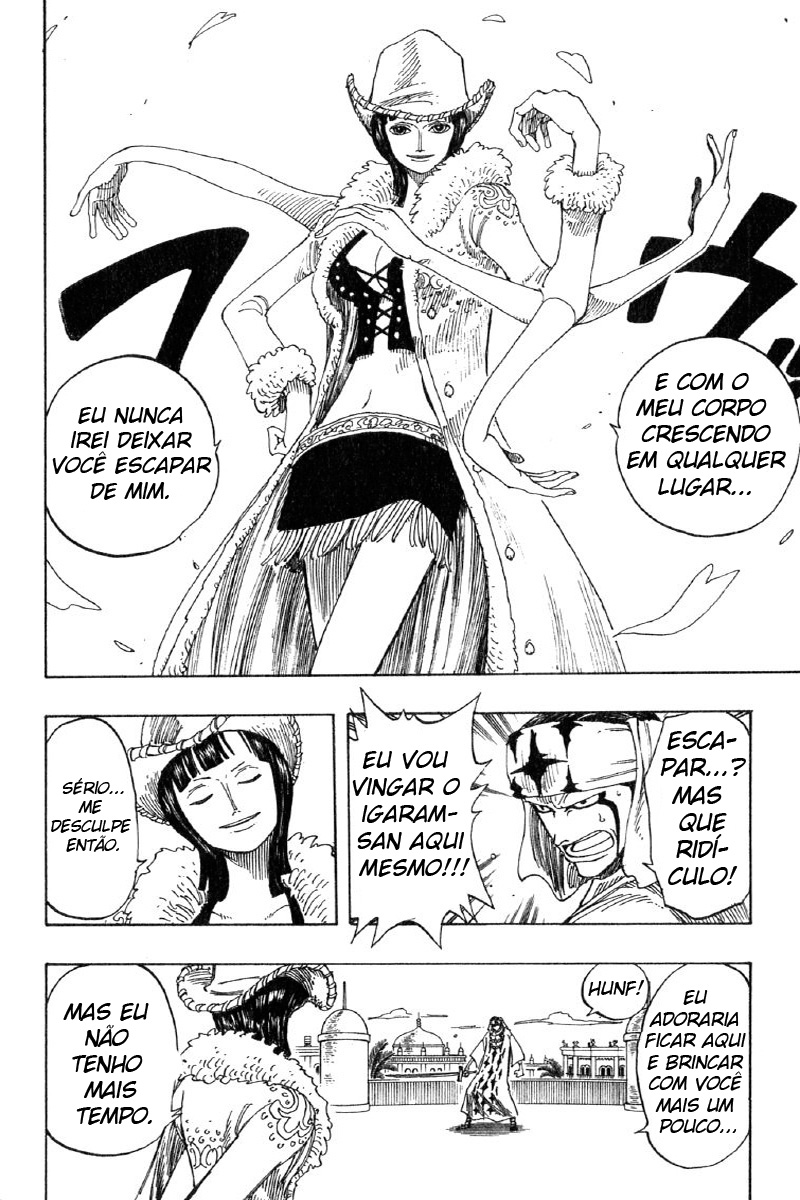 E COM O
MEU CORPO
CRESCENDO
EM QUALQUER
LUGAR...
EU NUNCA
IREI DEIXAR
VOCÊ ESCAPAR
DE MIM.
ESCA-
PAR...?
MAS
QUE
RIDÍ-
CULO!
EU VOU
VINGAR O
IGARAM-
SAN AQUI
MESMO!!!
SÉRIO...
ME
DESCULPE
ENTÃO.
HUNF!
EU
ADORARIA
FICAR AQUI
E BRINCAR
COM VOCÊ
MAIS UM
POUCO...
MAS EU
NÃO
TENHO
MAIS
TEMPO.